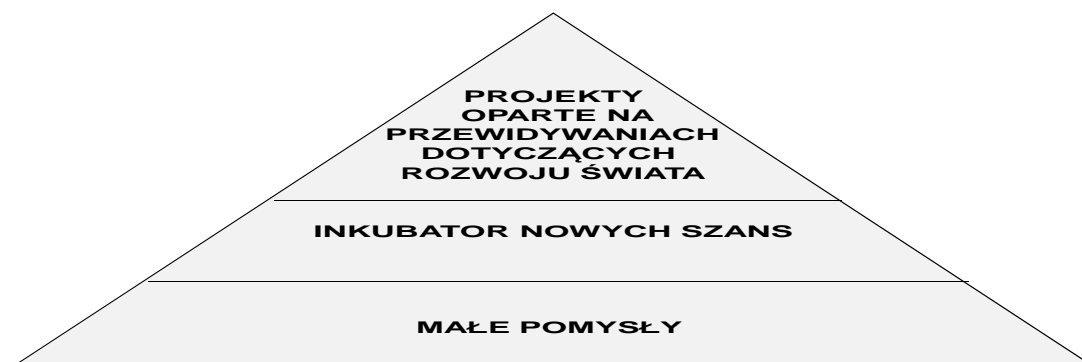 PROJEKTY
OPARTE NA
PRZEWIDYWANIACH
DOTYCZĄCYCH
ROZWOJU ŚWIATA
INKUBATOR NOWYCH SZANS
MAŁE POMYSŁY